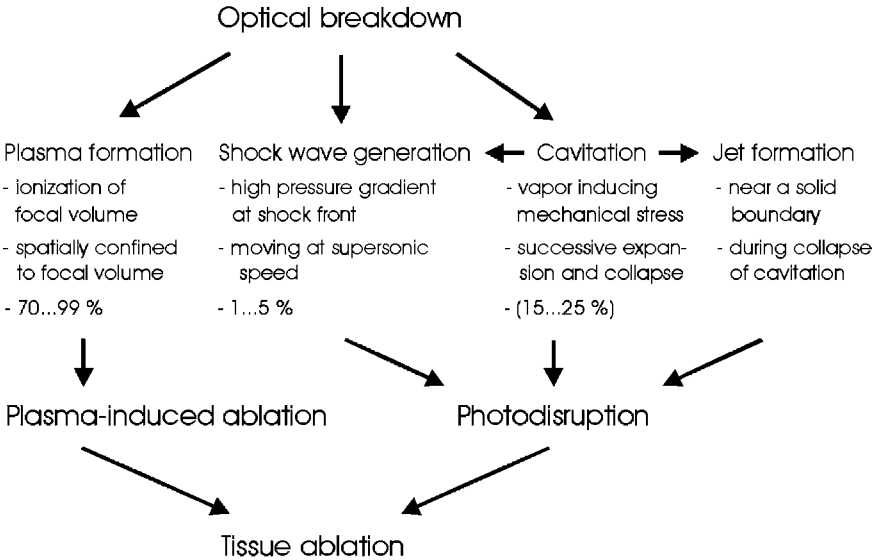 Optical breakdown
Plasma formation
- ionization of
focal volume
- spatially confined
to focal volume
- 70...99 %
Shock wave generation
- high pressure gradient
at shock front
- moving at supersonic
speed
- 1...5 %
Cavitation
- vapor inducing
mechanical stress
- successive expan-
sion and collapse
- (15...25 %)
Jet formation
- near a solid
boundary
- during collapse
of cavitation
Plasma-induced ablation
Photodisruption
Tissue ablation